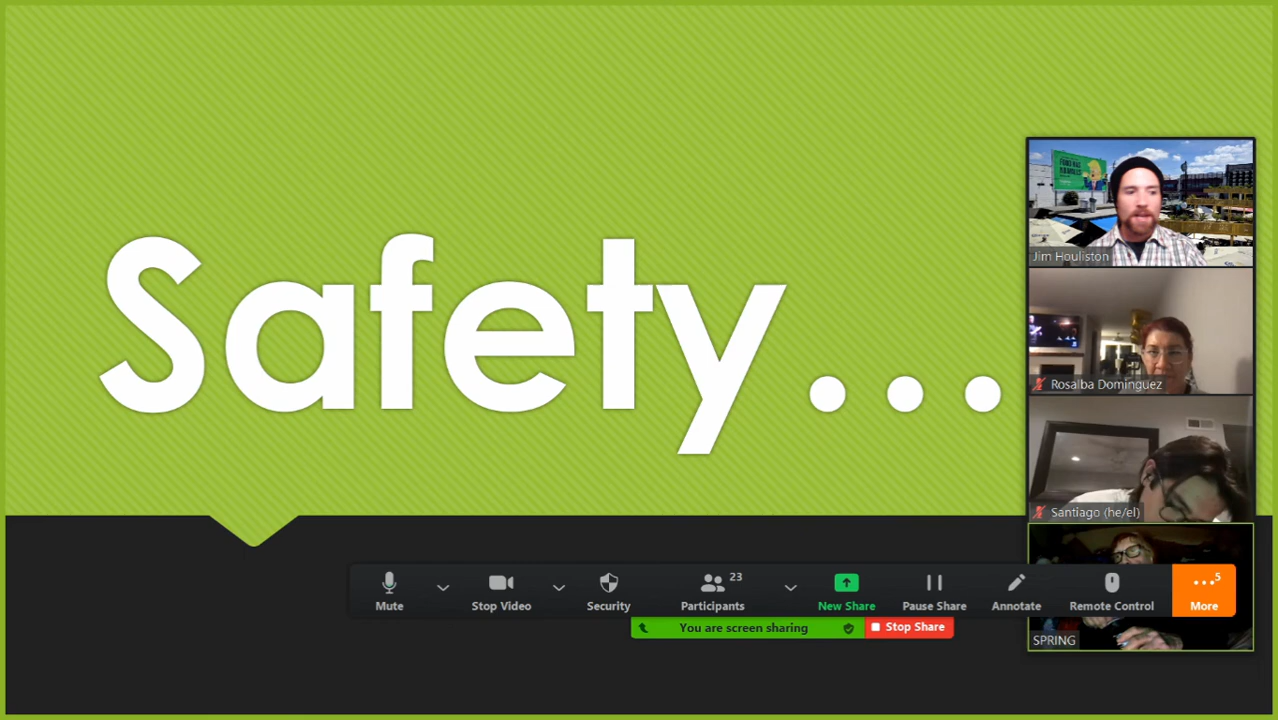 Safety...
Jim Houliston
Rosalba Dominguez
Santiago (he/el)
23
5
Mute
Stop Video
Security
Participants
New Share
Pause Share
Annotate
Remote Control
More
You are screen sharing
Stop Share
SPRING